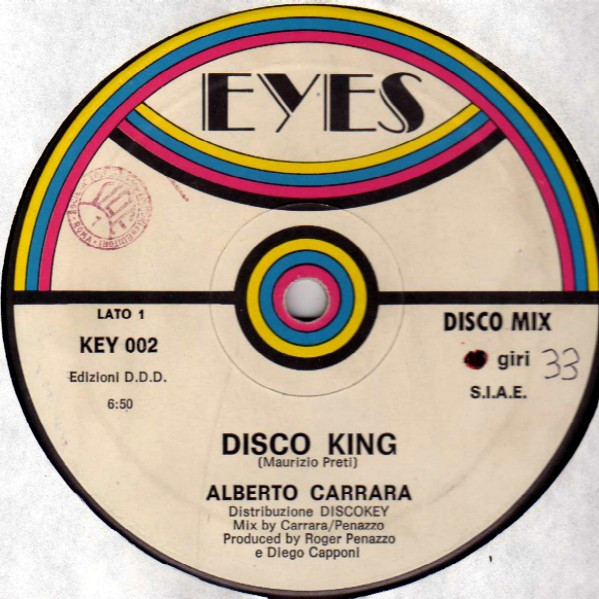 EYES
ROMA
LATO 1
KEY 002
Edizioni D.D.D.
6:50
DISCO MIX
giri 33
S.I.A.E.
DISCO KING
(Maurizio Preti)
ALBERTO CARRARA
Distribuzione DISCOKEY
Mix by Carrara/Penazzo
Produced by Roger Penazzo
e Diego Capponi